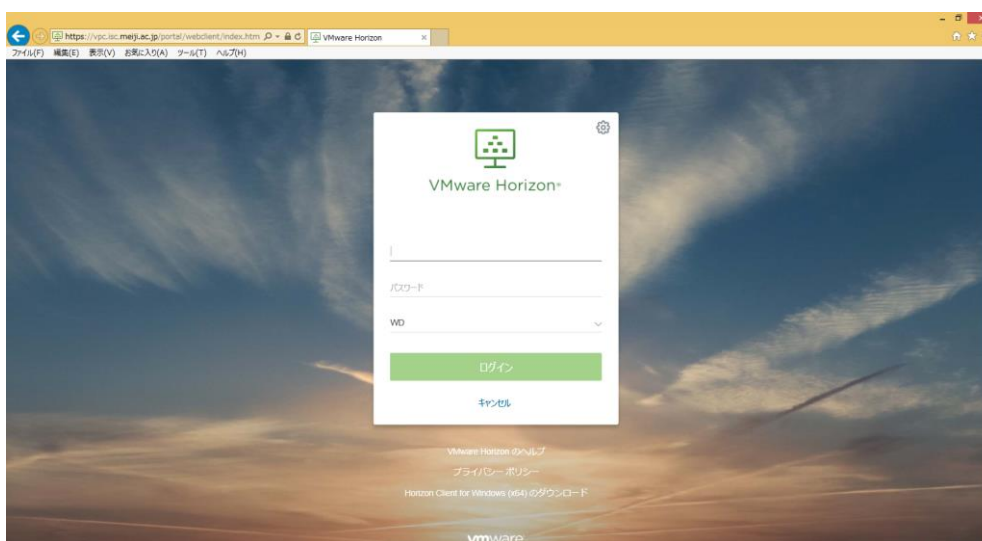 https://vpc.isc.meiji.ac.jp/portal/webclient/index.htm
VMware Horizon
ファイル(F) 編集(E) 表示(V) お気に入り(A) ツール(T) ヘルプ(H)
VMware Horizon®
パスワード
WD
ログイン
キャンセル
VMware Horizon のヘルプ
プライバシー ポリシー
Horizon Client for Windows (x64) のダウンロード
vmware